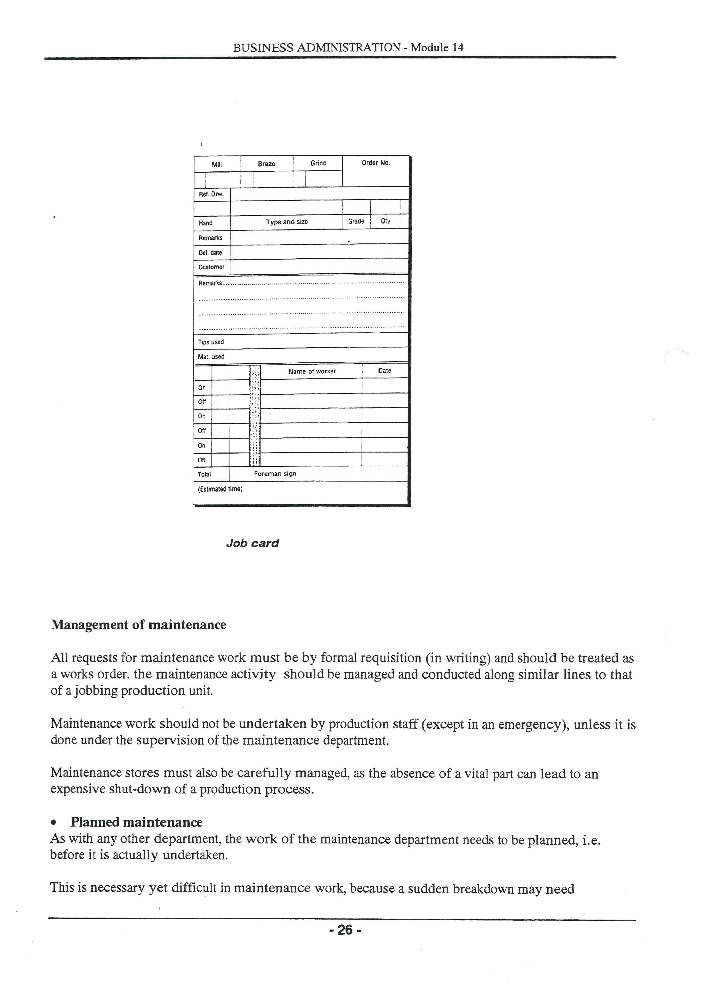 BUSINESS ADMINISTRATION - Module 14
Mill Braze Grind Order No.
Ref. Drw.
Hand Type and size Grade Qty
Remarks
Del. date
Customer
Remarks
Tips used
Mat. used
Name of worker Date
On
Off
On
Off
On
Off
Total Foreman sign
(Estimated time)
Job card
Management of maintenance
All requests for maintenance work must be by formal requisition (in writing) and should be treated as
a works order. the maintenance activity should be managed and conducted along similar lines to that
of a jobbing production unit.
Maintenance work should not be undertaken by production staff (except in an emergency), unless it is
done under the supervision of the maintenance department.
Maintenance stores must also be carefully managed, as the absence of a vital part can lead to an
expensive shut-down of a production process.
• Planned maintenance
As with any other department, the work of the maintenance department needs to be planned, i.e.
before it is actually undertaken.
This is necessary yet difficult in maintenance work, because a sudden breakdown may need
- 26 -